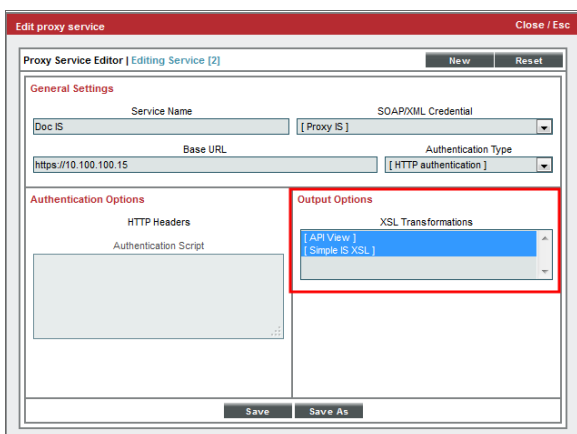 Edit proxy service Close / Esc
Proxy Service Editor | Editing Service [2] New Reset
General Settings
Service Name SOAP/XML Credential
Doc IS [ Proxy IS ]
Base URL Authentication Type
https://10.100.100.15 [ HTTP authentication ]
Authentication Options Output Options
HTTP Headers XSL Transformations
Authentication Script [ API View ]
[ Simple IS XSL ]
Save Save As